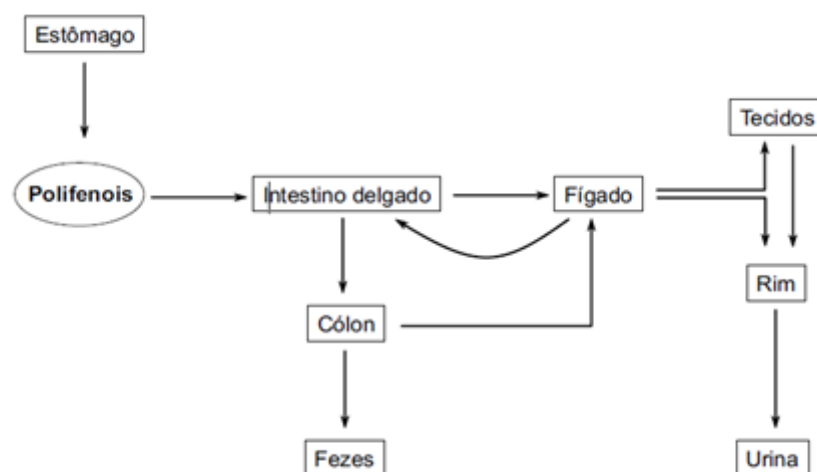 Estômago
Tecidos
Polifenois
Intestino delgado
Fígado
Rim
Cólon
Fezes
Urina